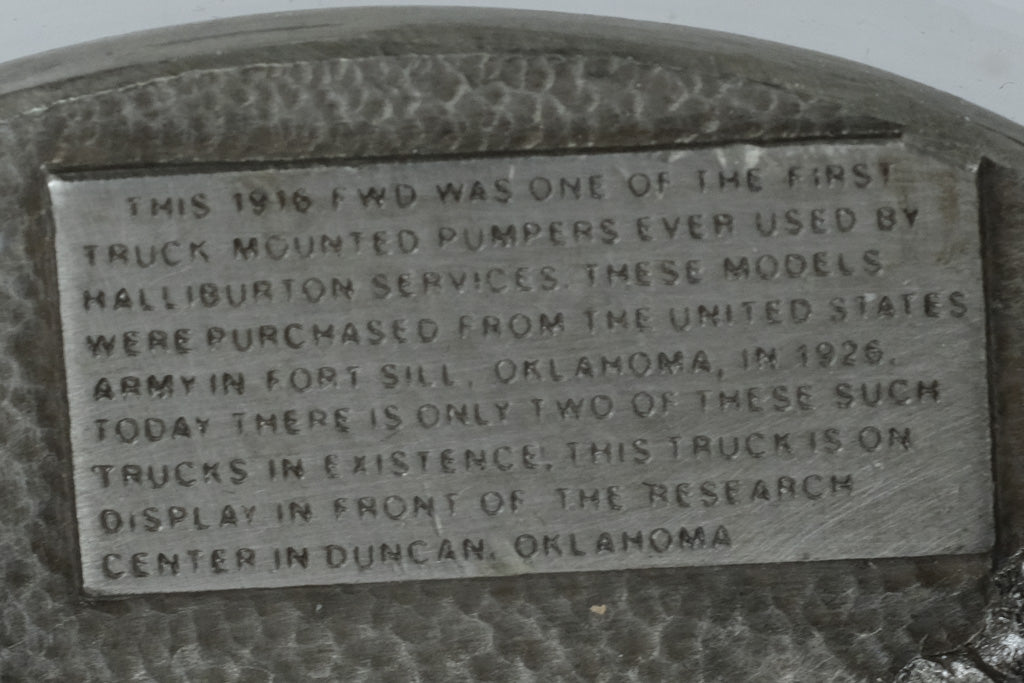 THIS 1916 FWD WAS ONE OF THE FIRST
TRUCK MOUNTED PUMPERS EVER USED BY
HALLIBURTON SERVICES. THESE MODELS
WERE PURCHASED FROM THE UNITED STATES
ARMY IN FORT SILL, OKLAHOMA, IN 1926.
TODAY THERE IS ONLY TWO OF THESE SUCH
TRUCKS IN EXISTENCE. THIS TRUCK IS ON
DISPLAY IN FRONT OF THE RESEARCH
CENTER IN DUNCAN, OKLAHOMA